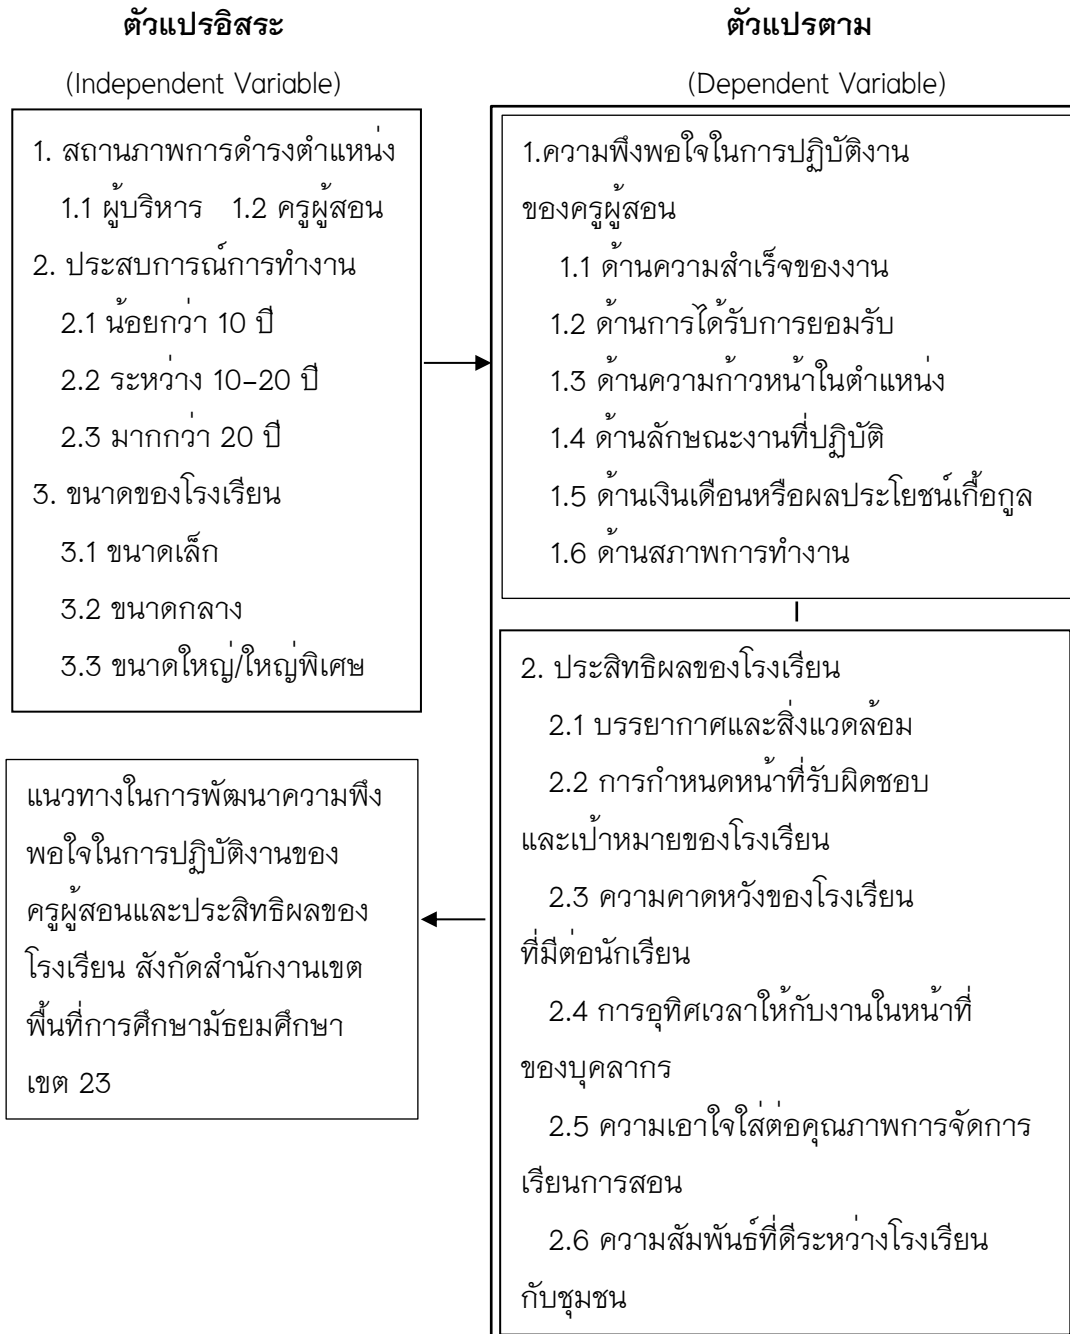 ตัวแปรอิสระ
(Independent Variable)
1. สถานภาพการดำรงตำแหน่ง
1.1 ผู้บริหาร 1.2 ครูผู้สอน
2. ประสบการณ์การทำงาน
2.1 น้อยกว่า 10 ปี
2.2 ระหว่าง 10-20 ปี
2.3 มากกว่า 20 ปี
3. ขนาดของโรงเรียน
3.1 ขนาดเล็ก
3.2 ขนาดกลาง
3.3 ขนาดใหญ่/ใหญ่พิเศษ
ตัวแปรตาม
(Dependent Variable)
1.ความพึงพอใจในการปฏิบัติงาน
ของครูผู้สอน
1.1 ด้านความสำเร็จของงาน
1.2 ด้านการได้รับการยอมรับ
1.3 ด้านความก้าวหน้าในตำแหน่ง
1.4 ด้านลักษณะงานที่ปฏิบัติ
1.5 ด้านเงินเดือนหรือผลประโยชน์เกื้อกูล
1.6 ด้านสภาพการทำงาน
2. ประสิทธิผลของโรงเรียน
2.1 บรรยากาศและสิ่งแวดล้อม
2.2 การกำหนดหน้าที่รับผิดชอบ
และเป้าหมายของโรงเรียน
2.3 ความคาดหวังของโรงเรียน
ที่มีต่อนักเรียน
2.4 การอุทิศเวลาให้กับงานในหน้าที่
ของบุคลากร
2.5 ความเอาใจใส่ต่อคุณภาพการจัดการ
เรียนการสอน
2.6 ความสัมพันธ์ที่ดีระหว่างโรงเรียน
กับชุมชน
แนวทางในการพัฒนาความพึง
พอใจในการปฏิบัติงานของ
ครูผู้สอนและประสิทธิผลของ
โรงเรียน สังกัดสำนักงานเขต
พื้นที่การศึกษามัธยมศึกษา
เขต 23